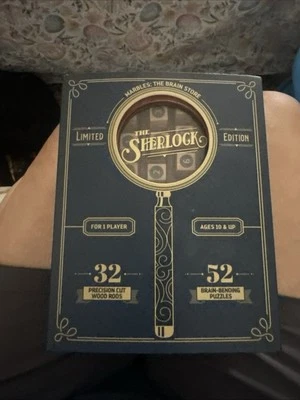 MARBLES: THE BRAIN STORE
LIMITED
EDITION
THE
SHERLOCK
FOR 1 PLAYER
AGES 10 & UP
32
PRECISION CUT
WOOD RODS
52
BRAIN-BENDING
PUZZLES